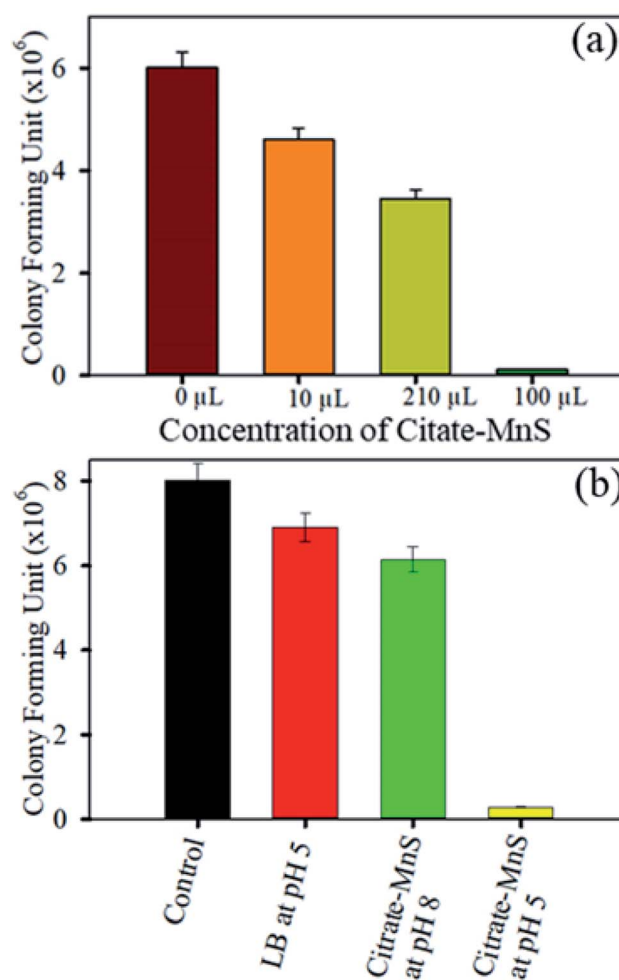 (a)
Colony Forming Unit (x10⁶)
6
4
2
0
0 µL 10 µL 210 µL 100 µL
Concentration of Citate-MnS
(b)
Colony Forming Unit (x10⁶)
8
6
4
2
0
Control
LB at pH 5
Citrate-MnS
at pH 8
Citrate-MnS
at pH 5